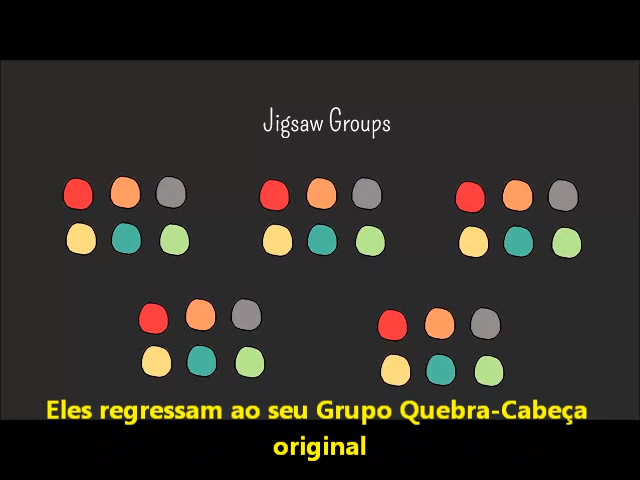 Jigsaw Groups
Eles regressam ao seu Grupo Quebra-Cabeça
original